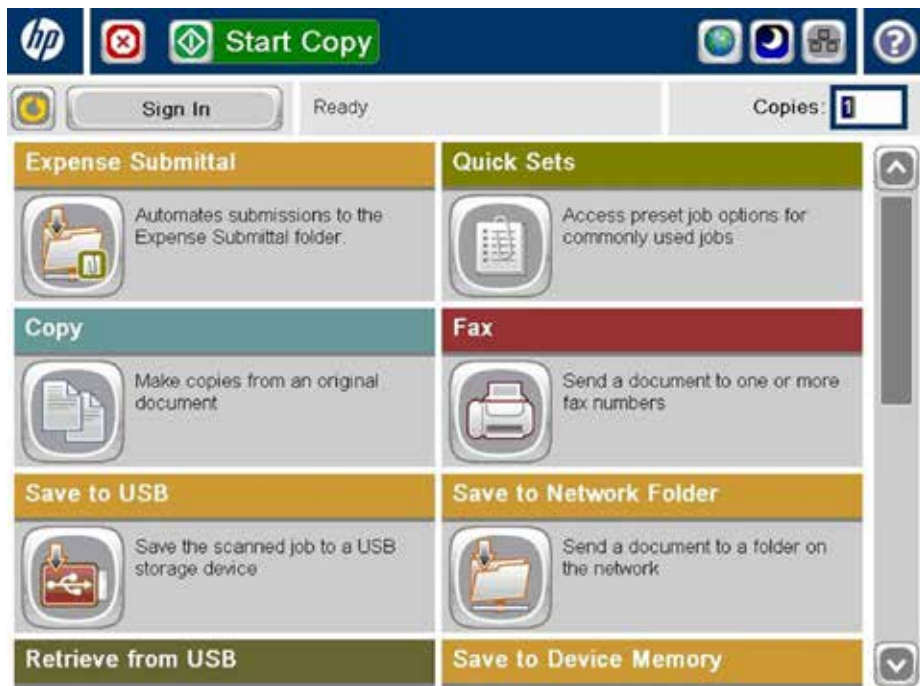 hp
Start Copy
Sign In
Ready
Copies: 1
Expense Submittal
Automates submissions to the
Expense Submittal folder.
Quick Sets
Access preset job options for
commonly used jobs
Copy
Make copies from an original
document
Fax
Send a document to one or more
fax numbers
Save to USB
Save the scanned job to a USB
storage device
Save to Network Folder
Send a document to a folder on
the network
Retrieve from USB
Save to Device Memory